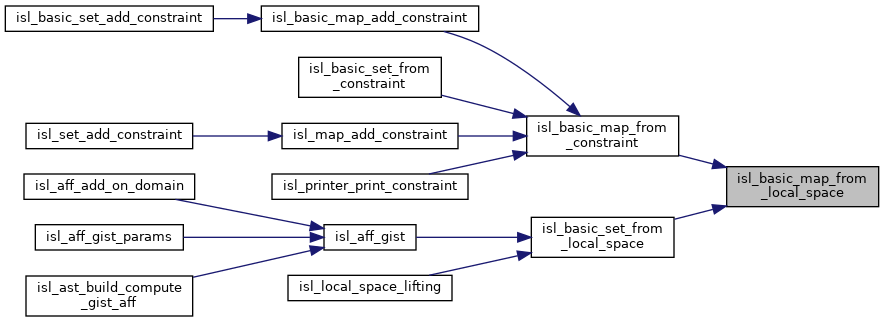 isl_basic_set_add_constraint
isl_basic_map_add_constraint
isl_basic_set_from
_constraint
isl_set_add_constraint
isl_map_add_constraint
isl_basic_map_from
_constraint
isl_printer_print_constraint
isl_basic_map_from
_local_space
isl_aff_add_on_domain
isl_aff_gist_params
isl_aff_gist
isl_basic_set_from
_local_space
isl_ast_build_compute
_gist_aff
isl_local_space_lifting